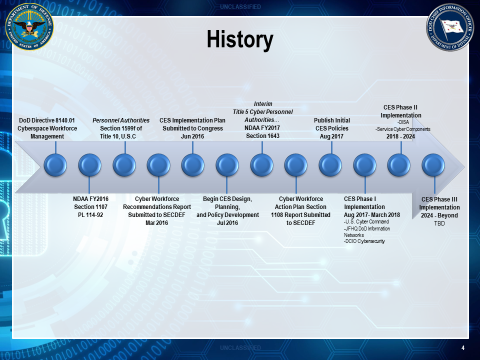 UNCLASSIFIED
History
DoD Directive 8140.01
Cyberspace Workforce
Management
Personnel Authorities
Section 1599f of
Title 10, U.S.C
CES Implementation Plan
Submitted to Congress
Jun 2016
Interim
Title 5 Cyber Personnel
Authorities...
NDAA FY2017
Section 1643
Publish Initial
CES Policies
Aug 2017
CES Phase II
Implementation
-DISA
-Service Cyber Components
2018 - 2024
NDAA FY2016
Section 1107
PL 114-92
Cyber Workforce
Recommendations Report
Submitted to SECDEF
Mar 2016
Begin CES Design,
Planning,
and Policy Development
Jul 2016
Cyber Workforce
Action Plan Section
1108 Report Submitted
to SECDEF
CES Phase I
Implementation
Aug 2017- March 2018
-U.S. Cyber Command
-JFHQ DoD Information
Networks
-DCIO Cybersecurity
CES Phase III
Implementation
2024 - Beyond
TBD
UNCLASSIFIED
4